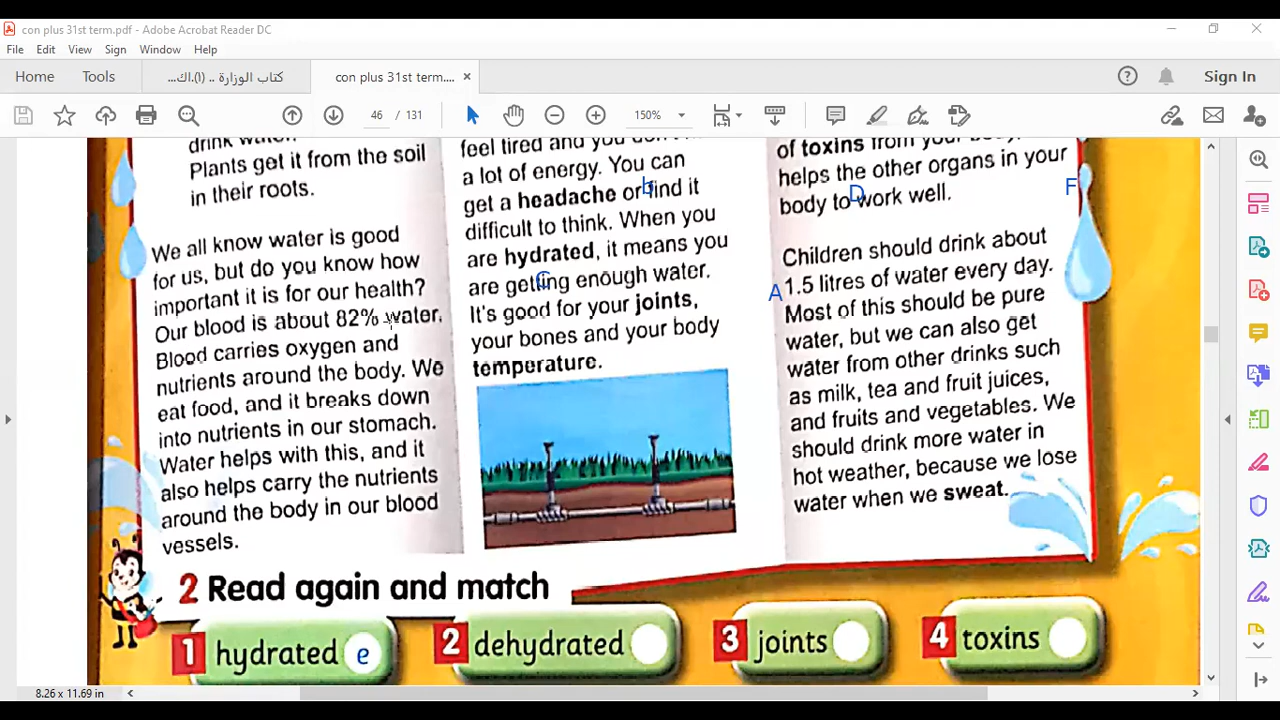 con plus 31st term.pdf - Adobe Acrobat Reader DC
File Edit View Sign Window Help
Home Tools كتاب الوزارة .. (١).اك... con plus 31st term.... × Sign In
46 / 131 150%
drink water.
Plants get it from the soil
in their roots.
We all know water is good
for us, but do you know how
important it is for our health?
Our blood is about 82% water.
Blood carries oxygen and
nutrients around the body. We
eat food, and it breaks down
into nutrients in our stomach.
Water helps with this, and it
also helps carry the nutrients
around the body in our blood
vessels.
feel tired and you don't
a lot of energy. You can
get a headache or find it
difficult to think. When you
are hydrated, it means you
are getting enough water.
It's good for your joints,
your bones and your body
temperature.
b
C
of toxins from your body.
helps the other organs in your
body to work well.
D
F
A
Children should drink about
1.5 litres of water every day.
Most of this should be pure
water, but we can also get
water from other drinks such
as milk, tea and fruit juices,
and fruits and vegetables. We
should drink more water in
hot weather, because we lose
water when we sweat.
2 Read again and match
1 hydrated e 2 dehydrated 3 joints 4 toxins
8.26 x 11.69 in